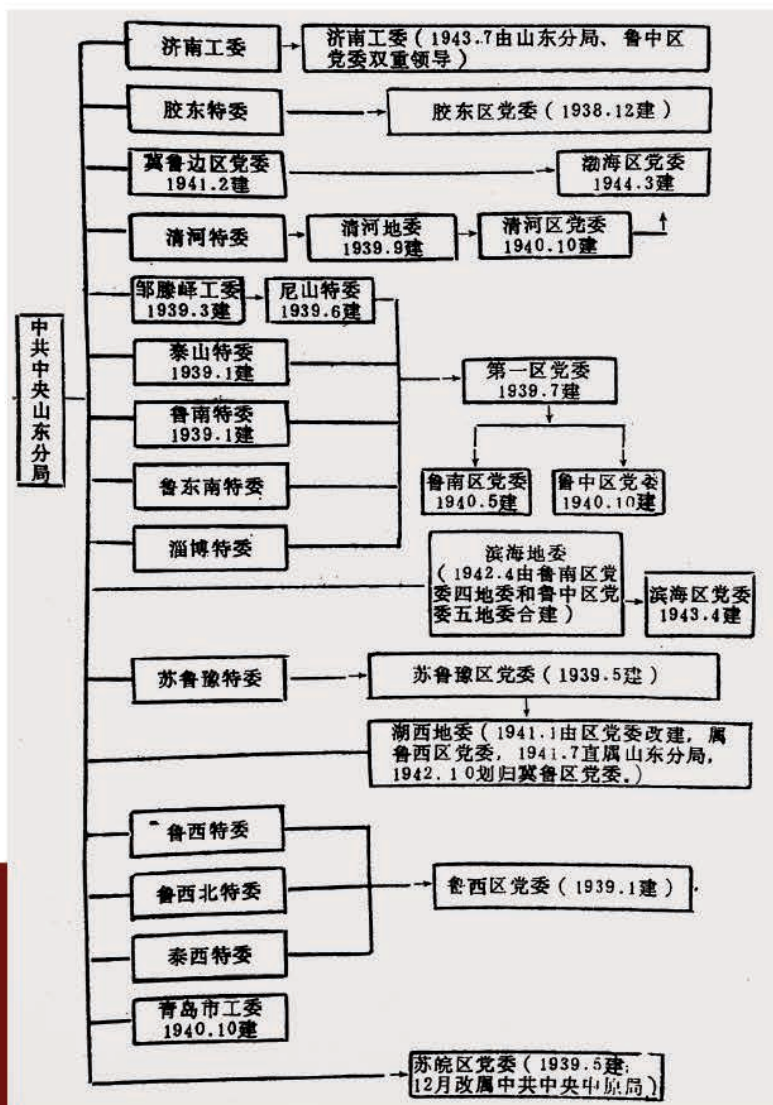 济南工委
济南工委(1943.7由山东分局、鲁中区
党委双重领导)
胶东特委
胶东区党委(1938.12建)
冀鲁边区党委
1941.2建
渤海区党委
1944.3建
清河特委
清河地委
1939.9建
清河区党委
1940.10建
邹滕峄工委
1939.3建
尼山特委
1939.6建
中共中央山东分局
泰山特委
1939.1建
第一区党委
1939.7建
鲁南特委
1939.1建
鲁东南特委
鲁南区党委
1940.5建
鲁中区党委
1940.10建
淄博特委
滨海地委
(1942.4由鲁南区党
委四地委和鲁中区党
委五地委合建)
滨海区党委
1943.4建
苏鲁豫特委
苏鲁豫区党委(1939.5建)
湖西地委(1941.1由区党委改建,属
鲁西区党委,1941.7直属山东分局,
1942.10划归冀鲁区党委。)
鲁西特委
鲁西北特委
鲁西区党委(1939.1建)
泰西特委
青岛市工委
1940.10建
苏皖区党委(1939.5建;
12月改属中共中央中原局)